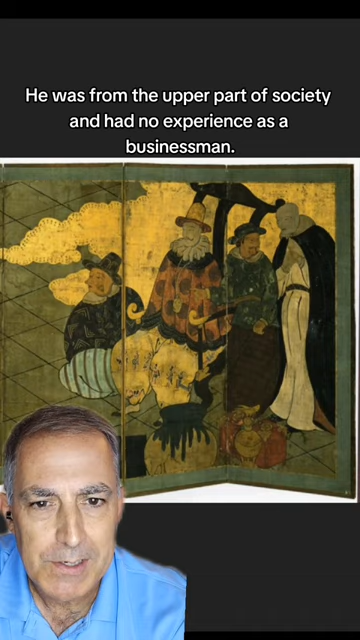 He was from the upper part of society
and had no experience as a
businessman.